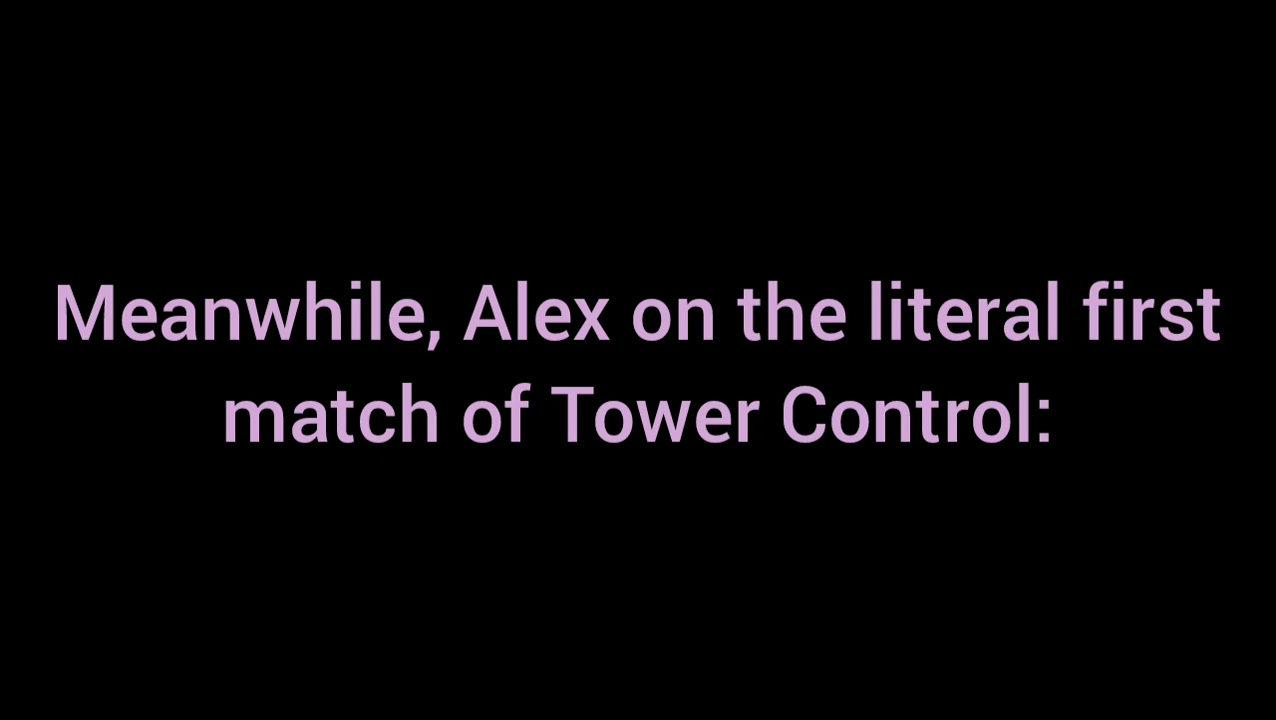 Meanwhile, Alex on the literal first
match of Tower Control: